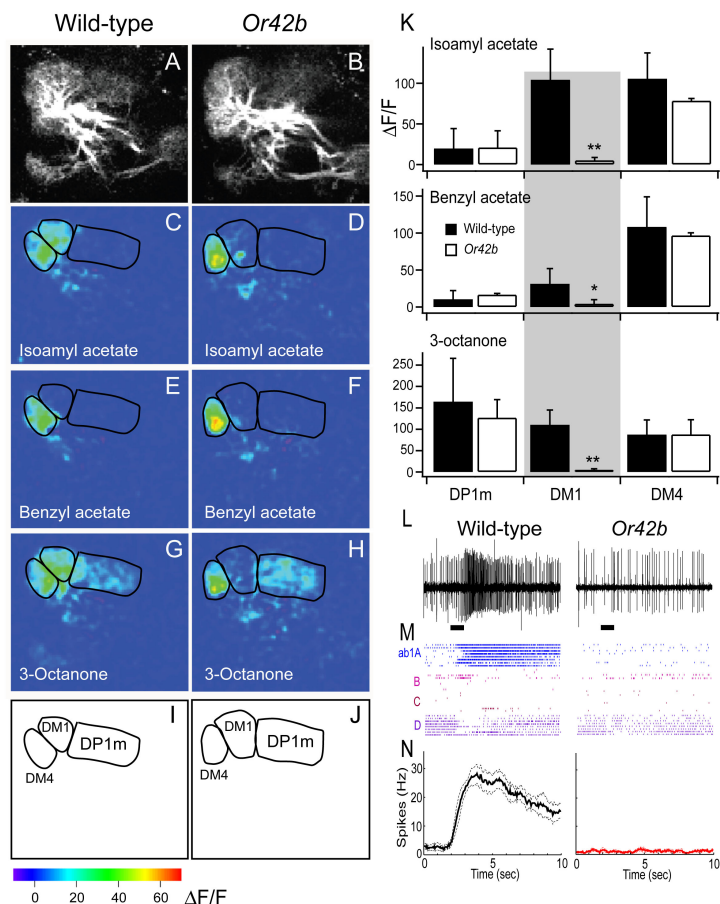 Wild-type Or42b
A
B
C
Isoamyl acetate
D
Isoamyl acetate
E
Benzyl acetate
F
Benzyl acetate
G
3-Octanone
H
3-Octanone
I
DM1
DP1m
DM4
J
DM1
DP1m
DM4
0 20 40 60 ΔF/F
K
Isoamyl acetate
ΔF/F
100
50
0
**
Benzyl acetate
150
100
50
0
Wild-type
Or42b
*
3-octanone
250
200
150
100
50
0
**
DP1m DM1 DM4
L
Wild-type Or42b
M
ab1A
B
C
D
N
Spikes (Hz)
30
20
10
0
0 5 10
Time (sec)
0 5 10
Time (sec)